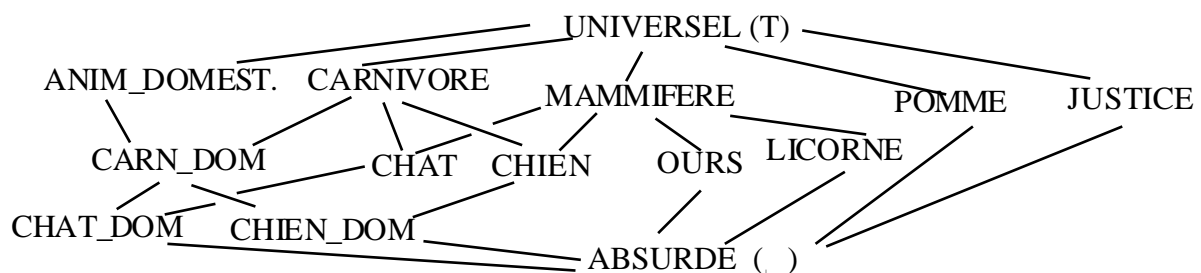 UNIVERSEL (T)
ANIM_DOMEST. CARNIVORE
MAMMIFERE
POMME
JUSTICE
CARN_DOM
CHAT
CHIEN
OURS
LICORNE
CHAT_DOM
CHIEN_DOM
ABSURDE ( )